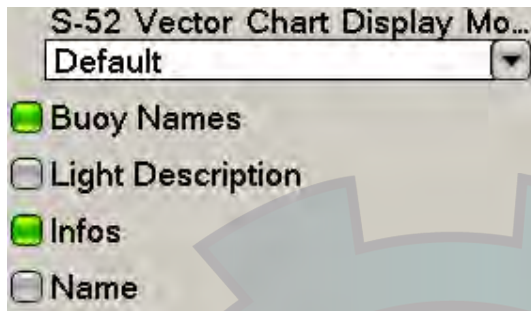 S-52 Vector Chart Display Mo...
Default
Buoy Names
Light Description
Infos
Name